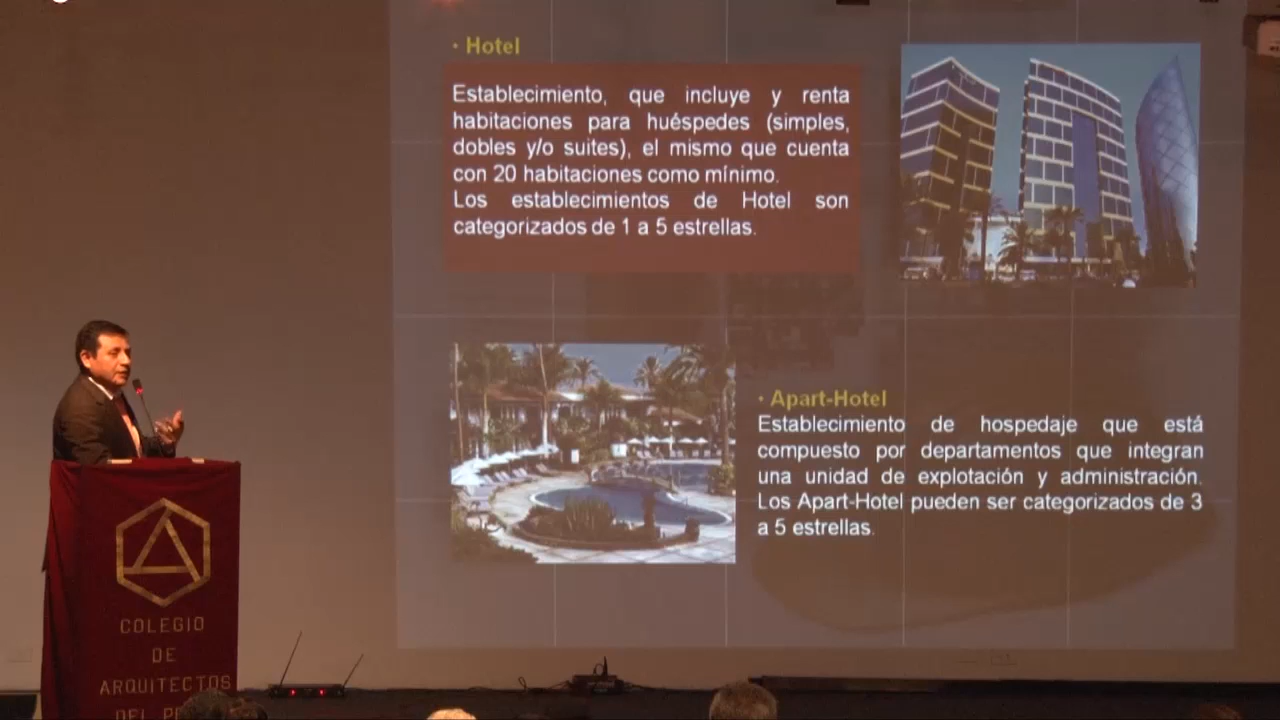 • Hotel
Establecimiento, que incluye y renta
habitaciones para huéspedes (simples,
dobles y/o suites), el mismo que cuenta
con 20 habitaciones como mínimo.
Los establecimientos de Hotel son
categorizados de 1 a 5 estrellas.
• Apart-Hotel
Establecimiento de hospedaje que está
compuesto por departamentos que integran
una unidad de explotación y administración.
Los Apart-Hotel pueden ser categorizados de 3
a 5 estrellas.
COLEGIO
DE
ARQUITECTOS
DEL